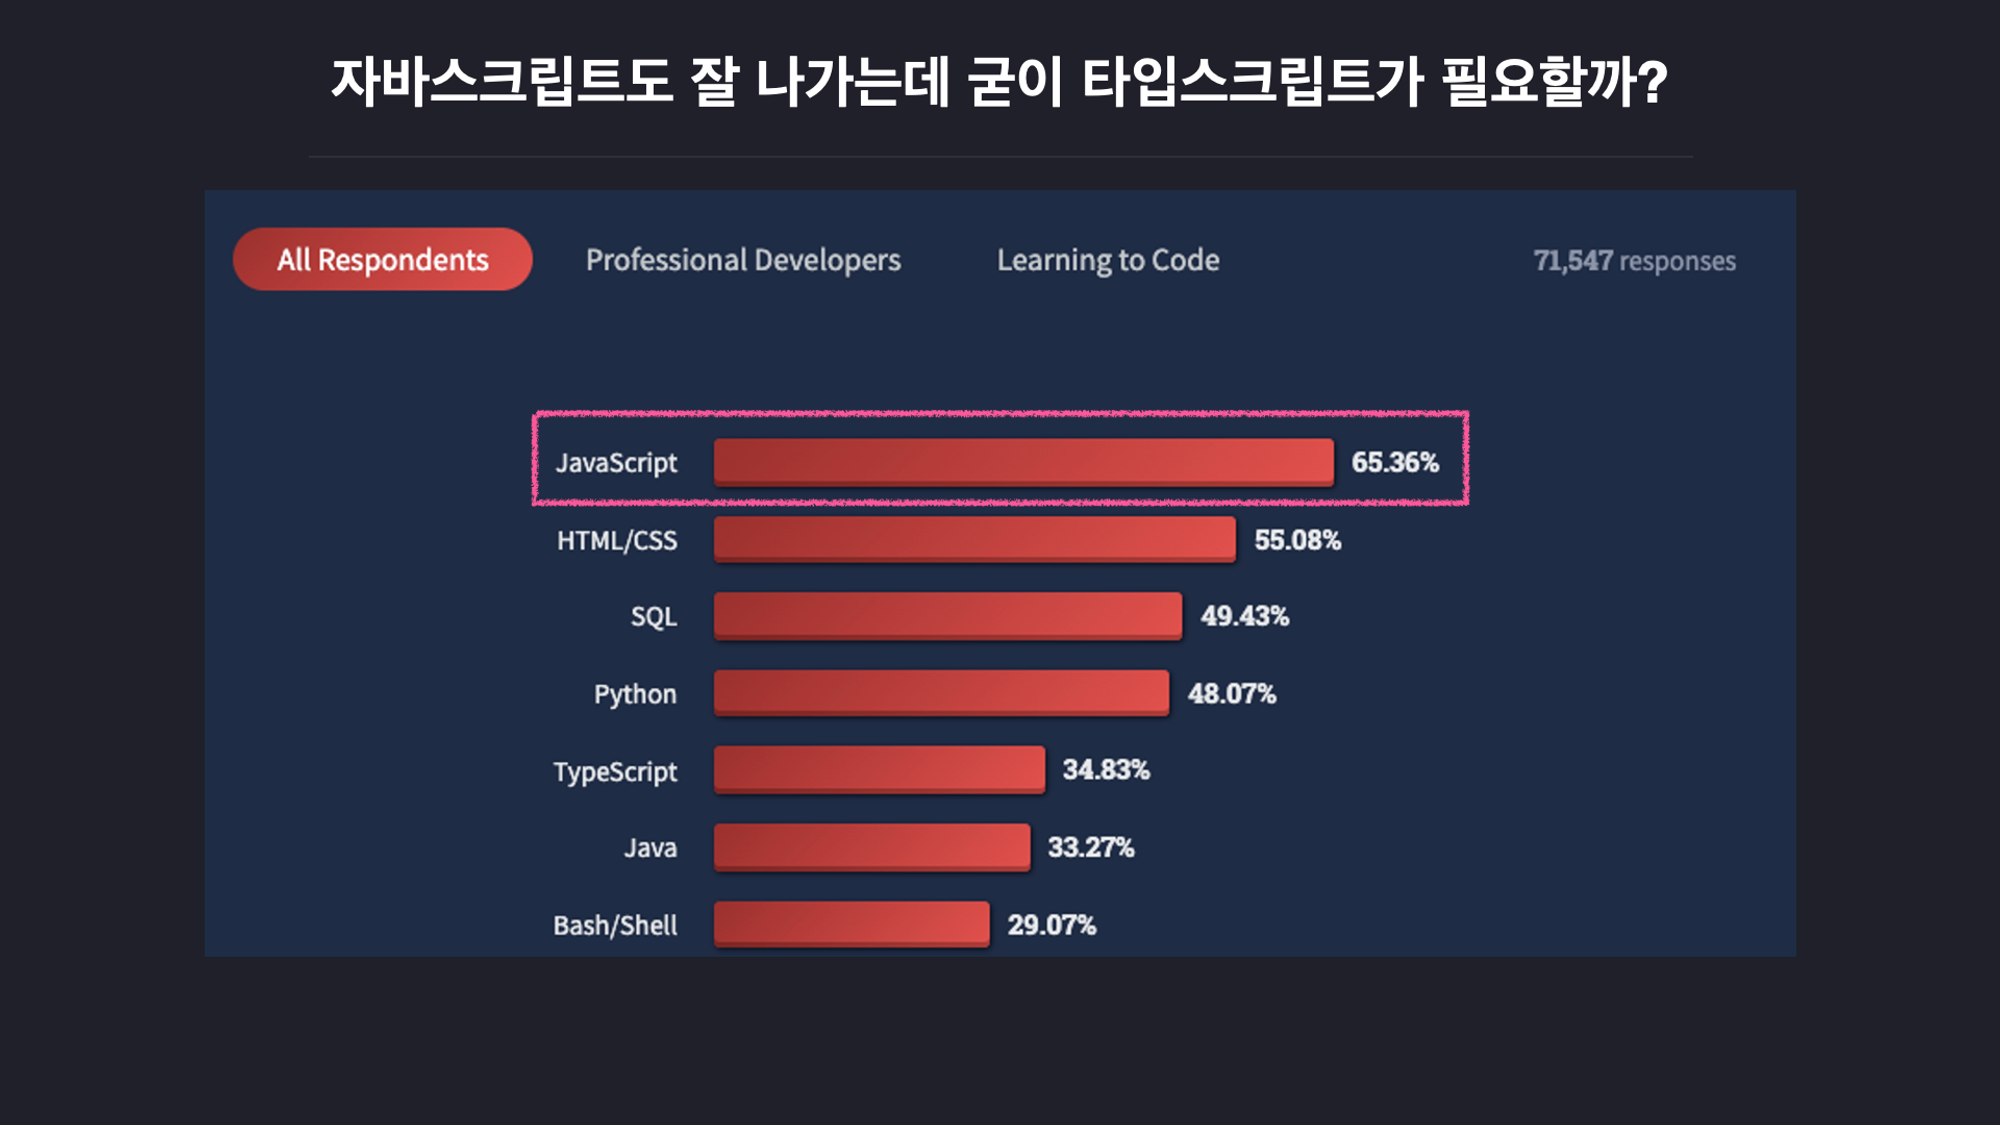 자바스크립트도 잘 나가는데 굳이 타입스크립트가 필요할까?
All Respondents Professional Developers Learning to Code 71,547 responses
JavaScript 65.36%
HTML/CSS 55.08%
SQL 49.43%
Python 48.07%
TypeScript 34.83%
Java 33.27%
Bash/Shell 29.07%